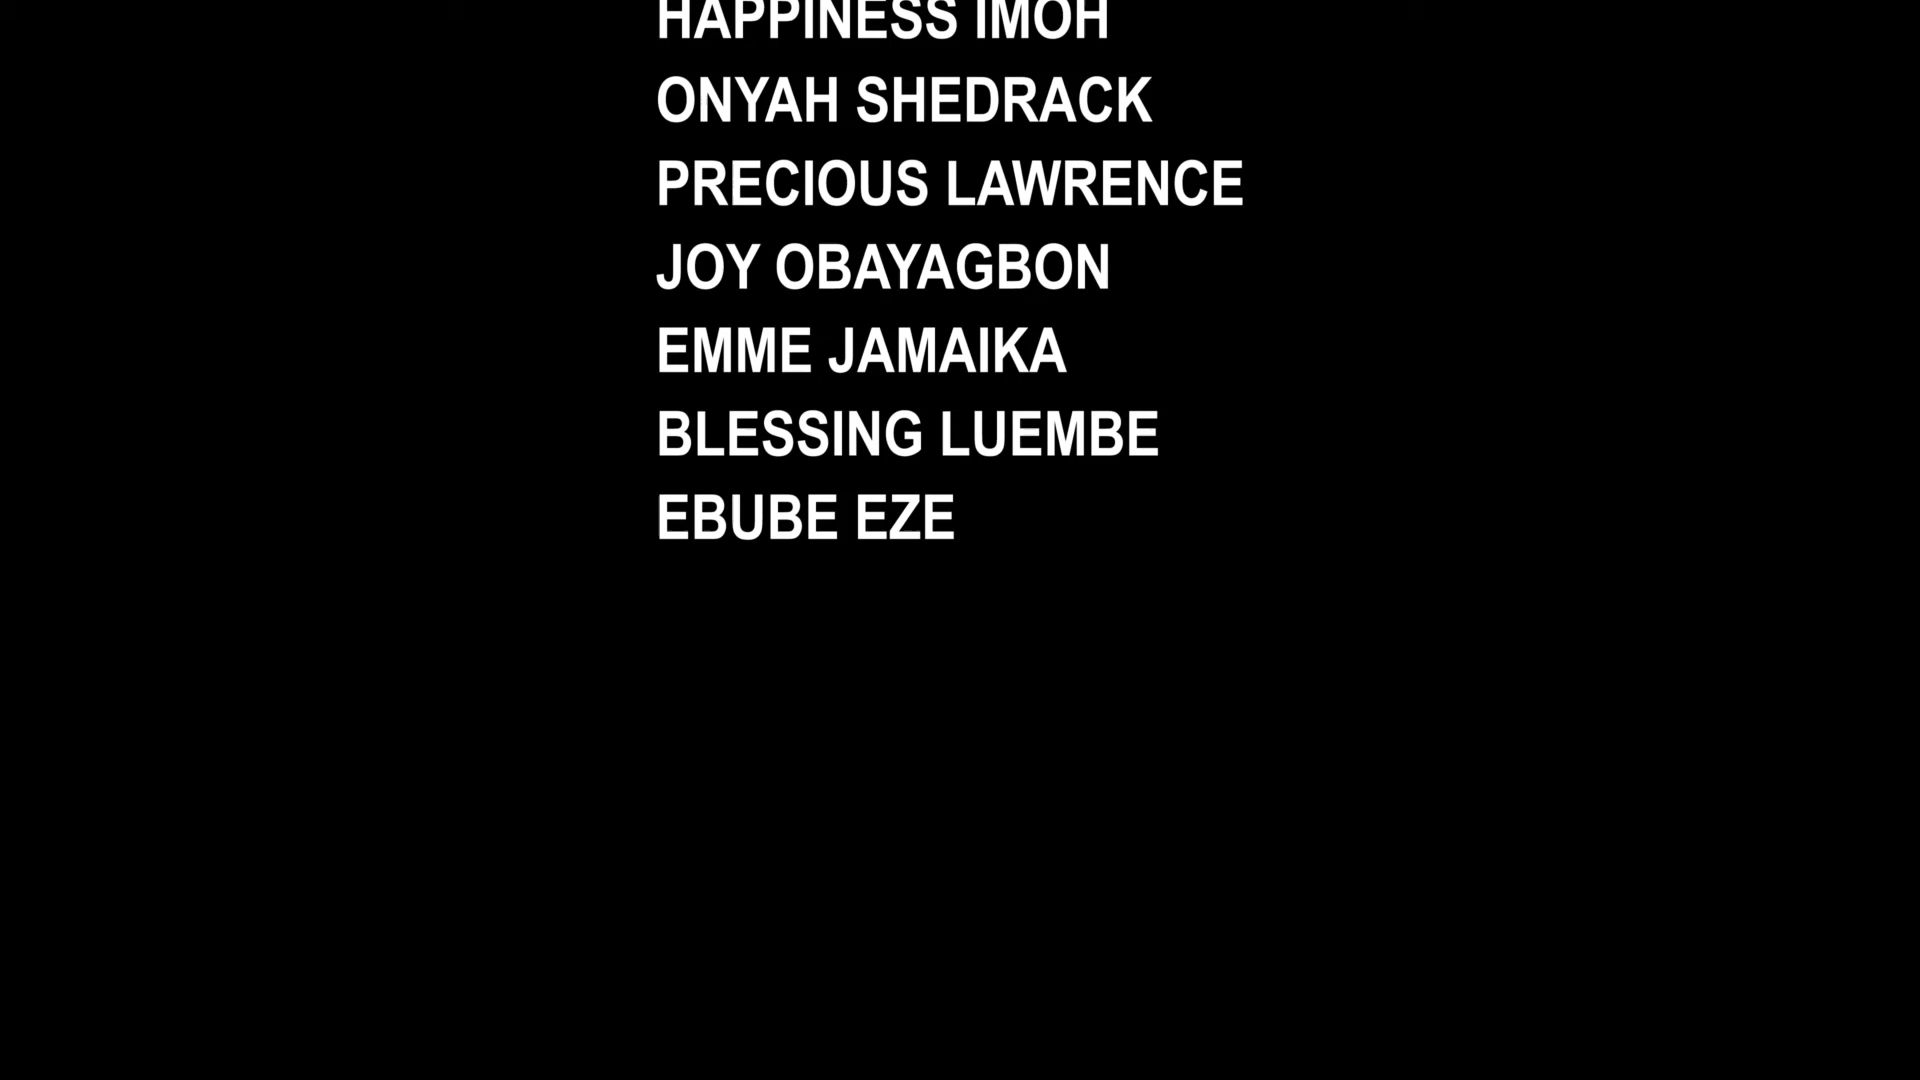 HAPPINESS IMOH
ONYAH SHEDRACK
PRECIOUS LAWRENCE
JOY OBAYAGBON
EMME JAMAIKA
BLESSING LUEMBE
EBUBE EZE